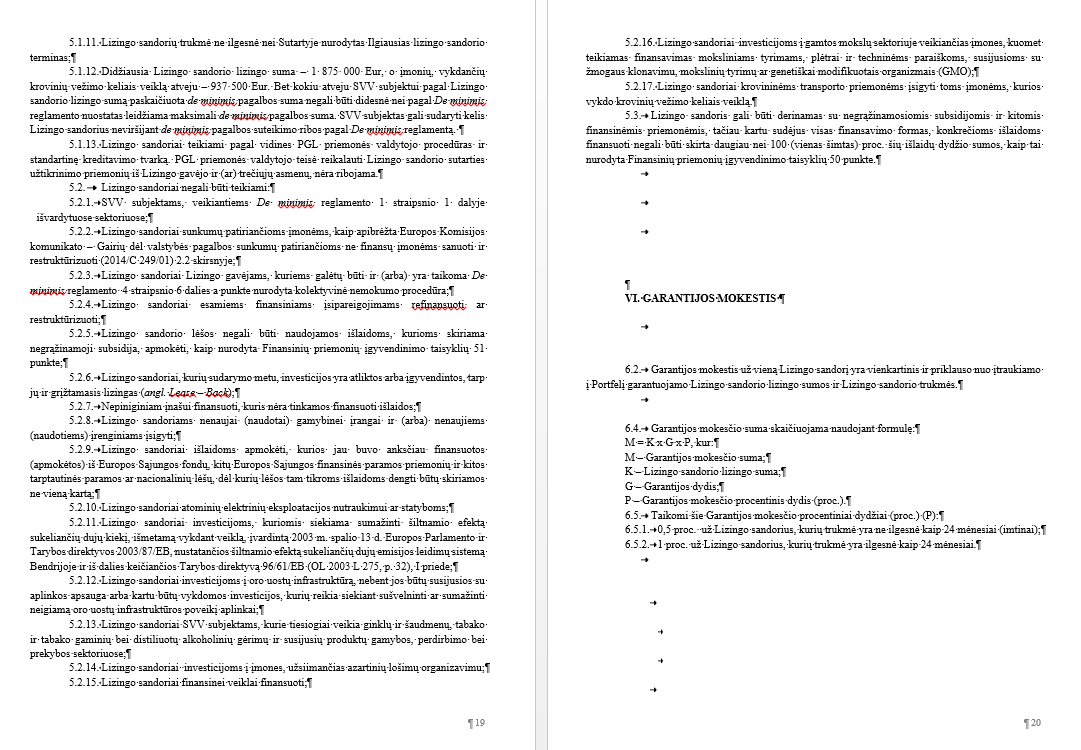 5.1.11. Lizingo sandorių trukmė ne ilgesnė nei Sutartyje nurodytas Ilgiausias lizingo sandorio
terminas;¶
5.1.12. Didžiausia Lizingo sandorio lizingo suma – 1 875 000 Eur, o įmonių, vykdančių
krovinių vežimo keliais veiklą atveju – 937 500 Eur. Bet kokiu atveju SVV subjektui pagal Lizingo
sandorio lizingo sumą paskaičiuota de minimis pagalbos suma negali būti didesnė nei pagal De minimis
reglamento nuostatas leidžiama maksimali de minimis pagalbos suma. SVV subjektas gali sudaryti kelis
Lizingo sandorius neviršijant de minimis pagalbos suteikimo ribos pagal De minimis reglamentą. ¶
5.1.13. Lizingo sandoriai teikiami pagal vidines PGL priemonės valdytojo procedūras ir
standartinę kreditavimo tvarką. PGL priemonės valdytojo teisė reikalauti Lizingo sandorio sutarties
užtikrinimo priemonių iš Lizingo gavėjo ir (ar) trečiųjų asmenų, nėra ribojama.¶
5.2. → Lizingo sandoriai negali būti teikiami:¶
5.2.1.→SVV subjektams, veikiantiems De minimis reglamento 1 straipsnio 1 dalyje
išvardytuose sektoriuose;¶
5.2.2.→Lizingo sandoriai sunkumų patiriančioms įmonėms, kaip apibrėžta Europos Komisijos
komunikato – Gairių dėl valstybės pagalbos sunkumų patiriančioms ne finansų įmonėms sanuoti ir
restruktūrizuoti (2014/C 249/01) 2.2 skirsnyje;¶
5.2.3.→Lizingo sandoriai Lizingo gavėjams, kuriems galėtų būti ir (arba) yra taikoma De
minimis reglamento 4 straipsnio 6 dalies a punkte nurodyta kolektyvinė nemokumo procedūra;¶
5.2.4.→Lizingo sandoriai esamiems finansiniams įsipareigojimams refinansuoti ar
restruktūrizuoti;¶
5.2.5.→Lizingo sandorio lėšos negali būti naudojamos išlaidoms, kurioms skiriama
negrąžinamoji subsidija, apmokėti, kaip nurodyta Finansinių priemonių įgyvendinimo taisyklių 51
punkte;¶
5.2.6.→Lizingo sandoriai, kurių sudarymo metu, investicijos yra atliktos arba įgyvendintos, tarp
jų ir grįžtamasis lizingas (angl. Lease – Back);¶
5.2.7.→Nepiniginiam įnašui finansuoti, kuris nėra tinkamos finansuoti išlaidos;¶
5.2.8.→Lizingo sandoriams nenaujai (naudotai) gamybinei įrangai ir (arba) nenaujiems
(naudotiems) įrenginiams įsigyti;¶
5.2.9.→Lizingo sandoriai išlaidoms apmokėti, kurios jau buvo anksčiau finansuotos
(apmokėtos) iš Europos Sąjungos fondų, kitų Europos Sąjungos finansinės paramos priemonių ir kitos
tarptautinės paramos ar nacionalinių lėšų, dėl kurių lėšos tam tikroms išlaidoms dengti būtų skiriamos
ne vieną kartą;¶
5.2.10.→Lizingo sandoriai atominių elektrinių eksploatacijos nutraukimui ar statyboms;¶
5.2.11.→Lizingo sandoriai investicijoms, kuriomis siekiama sumažinti šiltnamio efektą
sukeliančių dujų kiekį, išmetamą vykdant veiklą, įvardintą 2003 m. spalio 13 d. Europos Parlamento ir
Tarybos direktyvos 2003/87/EB, nustatančios šiltnamio efektą sukeliančių dujų emisijos leidimų sistemą
Bendrijoje ir iš dalies keičiančios Tarybos direktyvą 96/61/EB (OL 2003 L 275, p. 32), I priede;¶
5.2.12.→Lizingo sandoriai investicijoms į oro uostų infrastruktūrą, nebent jos būtų susijusios su
aplinkos apsauga arba kartu būtų vykdomos investicijos, kurių reikia siekiant sušvelninti ar sumažinti
neigiamą oro uostų infrastruktūros poveikį aplinkai;¶
5.2.13.→Lizingo sandoriai SVV subjektams, kurie tiesiogiai veikia ginklų ir šaudmenų, tabako
ir tabako gaminių bei distiliuotų alkoholinių gėrimų ir susijusių produktų gamybos, perdirbimo bei
prekybos sektoriuose;¶
5.2.14.→Lizingo sandoriai investicijoms į įmones, užsiimančias azartinių lošimų organizavimu;¶
5.2.15.→Lizingo sandoriai finansinei veiklai finansuoti;¶
¶ 19
5.2.16.→Lizingo sandoriai investicijoms į gamtos mokslų sektoriuje veikiančias įmones, kuomet
teikiamas finansavimas moksliniams tyrimams, plėtrai ir techninėms paraiškoms, susijusioms su
žmogaus klonavimu, mokslinių tyrimų ar genetiškai modifikuotais organizmais (GMO);¶
5.2.17.→Lizingo sandoriai krovininėms transporto priemonėms įsigyti toms įmonėms, kurios
vykdo krovinių vežimo keliais veiklą.¶
5.3.→ Lizingo sandoris gali būti derinamas su negrąžinamosiomis subsidijomis ir kitomis
finansinėmis priemonėmis, tačiau kartu sudėjus visas finansavimo formas, konkrečioms išlaidoms
finansuoti negali būti skirta daugiau nei 100 (vienas šimtas) proc. šių išlaidų dydžio sumos, kaip tai
nurodyta Finansinių priemonių įgyvendinimo taisyklių 50 punkte.¶
→
→
→
¶
VI. GARANTIJOS MOKESTIS¶
→
6.2.→ Garantijos mokestis už vieną Lizingo sandorį yra vienkartinis ir priklauso nuo įtraukiamo
į Portfelį garantuojamo Lizingo sandorio lizingo sumos ir Lizingo sandorio trukmės.¶
→
6.4.→ Garantijos mokesčio suma skaičiuojama naudojant formulę:¶
M = K x G x P, kur:¶
M – Garantijos mokesčio suma;¶
K – Lizingo sandorio lizingo suma;¶
G – Garantijos dydis;¶
P – Garantijos mokesčio procentinis dydis (proc.).¶
6.5.→ Taikomi šie Garantijos mokesčio procentiniai dydžiai (proc.) (P):¶
6.5.1.→0,5 proc. už Lizingo sandorius, kurių trukmė yra ne ilgesnė kaip 24 mėnesiai (imtinai);¶
6.5.2.→1 proc. už Lizingo sandorius, kurių trukmė yra ilgesnė kaip 24 mėnesiai.¶
→
→
→
→
→
¶ 20